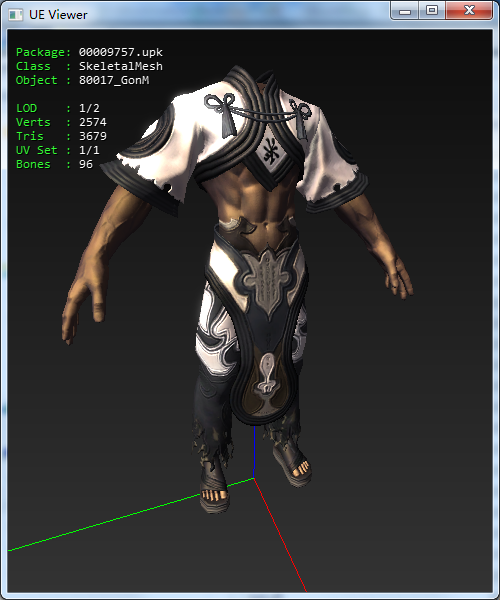 UE Viewer
Package: 00009757.upk
Class : SkeletalMesh
Object : 80017_GonM
LOD : 1/2
Verts : 2574
Tris : 3679
UV Set : 1/1
Bones : 96